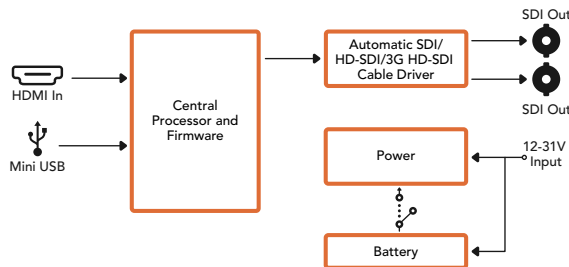 HDMI In
Mini USB
Central
Processor and
Firmware
Automatic SDI/
HD-SDI/3G HD-SDI
Cable Driver
SDI Out
SDI Out
Power
12-31V
Input
Battery